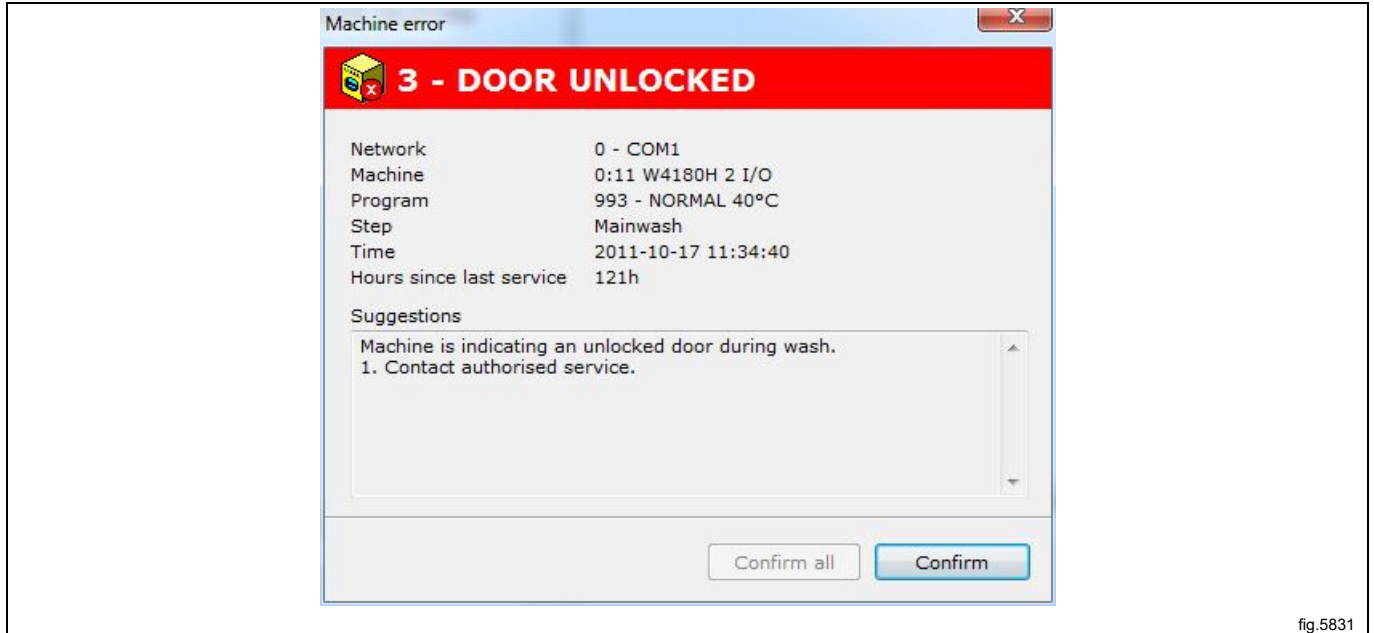 Machine error
X
3 - DOOR UNLOCKED
Network 0 - COM1
Machine 0:11 W4180H 2 I/O
Program 993 - NORMAL 40°C
Step Mainwash
Time 2011-10-17 11:34:40
Hours since last service 121h
Suggestions
Machine is indicating an unlocked door during wash.
1. Contact authorised service.
Confirm all Confirm
fig.5831